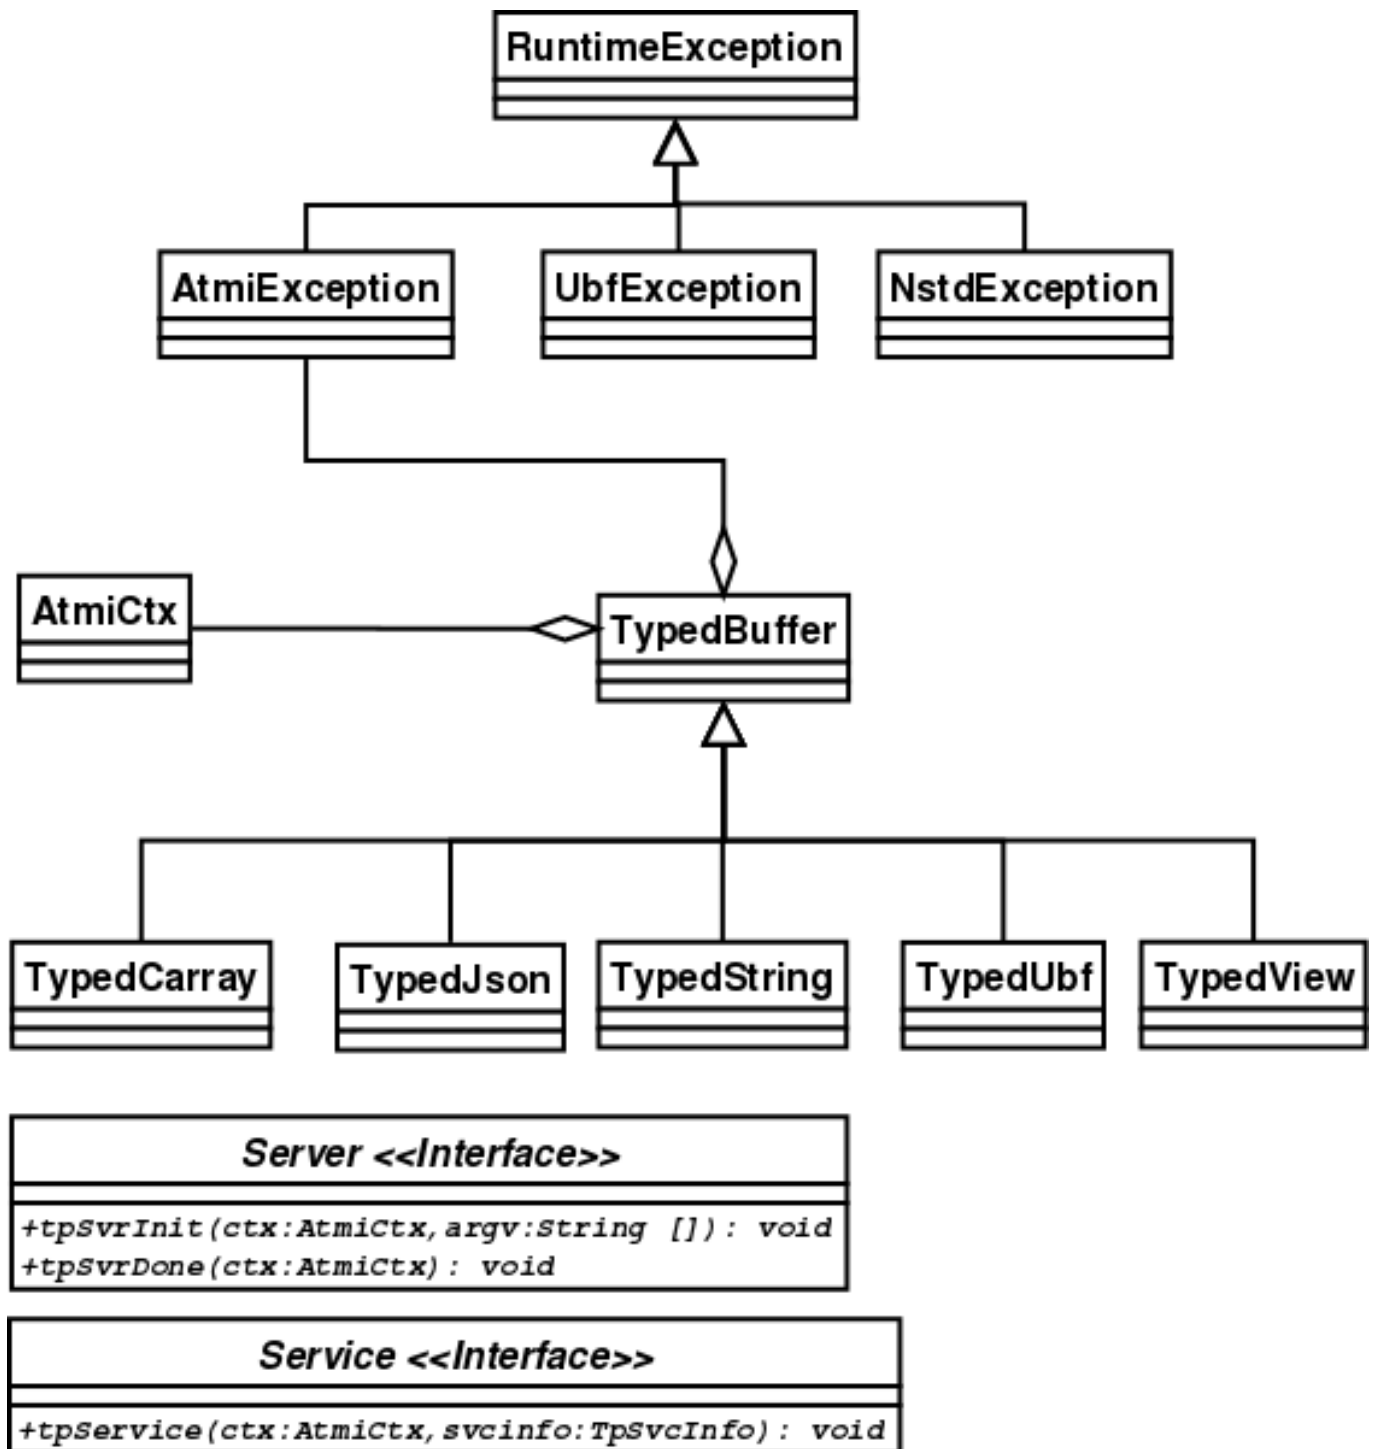 RuntimeException
AtmiException
UbfException
NstdException
AtmiCtx
TypedBuffer
TypedCarray
TypedJson
TypedString
TypedUbf
TypedView
Server <<Interface>>
+tpSvrInit(ctx:AtmiCtx,argv:String []): void
+tpSvrDone(ctx:AtmiCtx): void
Service <<Interface>>
+tpService(ctx:AtmiCtx,svcinfo:TpSvcInfo): void